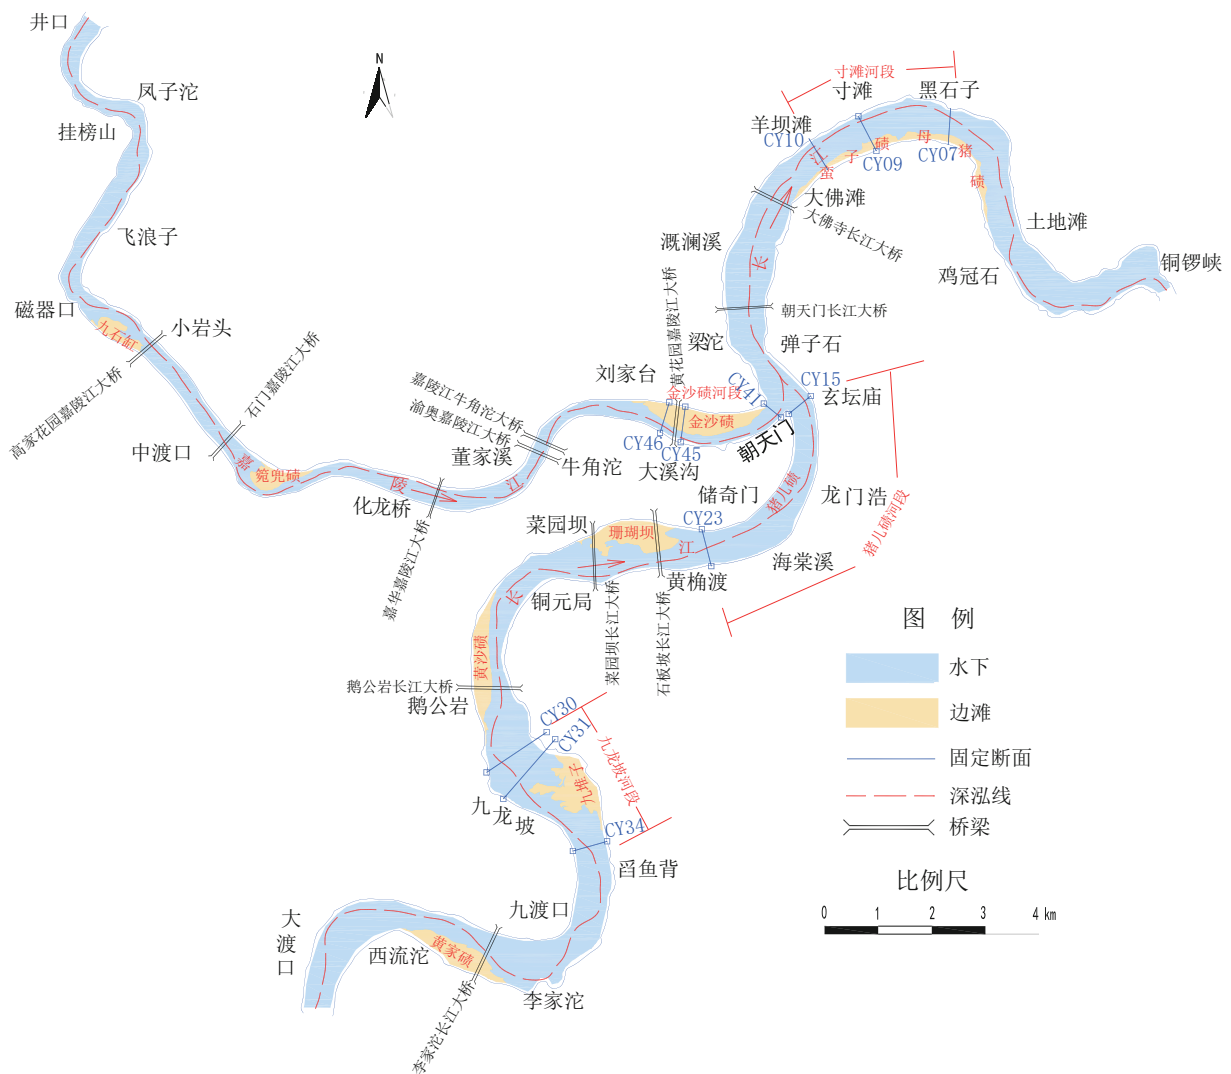 井口
N
凤子沱
挂榜山
飞浪子
磁器口
九石缸
小岩头
高家花园嘉陵江大桥
石门嘉陵江大桥
中渡口
嘉
篼兜碛
化龙桥
陵
嘉华嘉陵江大桥
江
嘉陵江牛角沱大桥
渝奥嘉陵江大桥
董家溪
牛角沱
刘家台
黄花园嘉陵江大桥
金沙碛河段
金沙碛
CY46
CY45
大溪沟
CY41
朝天门
CY15
玄坛庙
寸滩河段
寸滩
黑石子
羊坝滩
CY10
江
蛮
子
碛
CY09
母
CY07
猪
碛
大佛滩
大佛寺长江大桥
土地滩
铜锣峡
鸡冠石
溉澜溪
长
朝天门长江大桥
梁沱
弹子石
储奇门
猪儿碛
龙门浩
猪儿碛河段
海棠溪
CY23
菜园坝
珊瑚坝
江
黄桷渡
铜元局
长
菜园坝长江大桥
石板坡长江大桥
黄沙碛
鹅公岩长江大桥
鹅公岩
CY30
CY31
九龙坡河段
九堆子
九龙坡
CY34
舀鱼背
九渡口
大渡口
西流沱
黄家碛
李家沱
李家沱长江大桥
图 例
水下
边滩
固定断面
深泓线
桥梁
比例尺
0 1 2 3 4 km